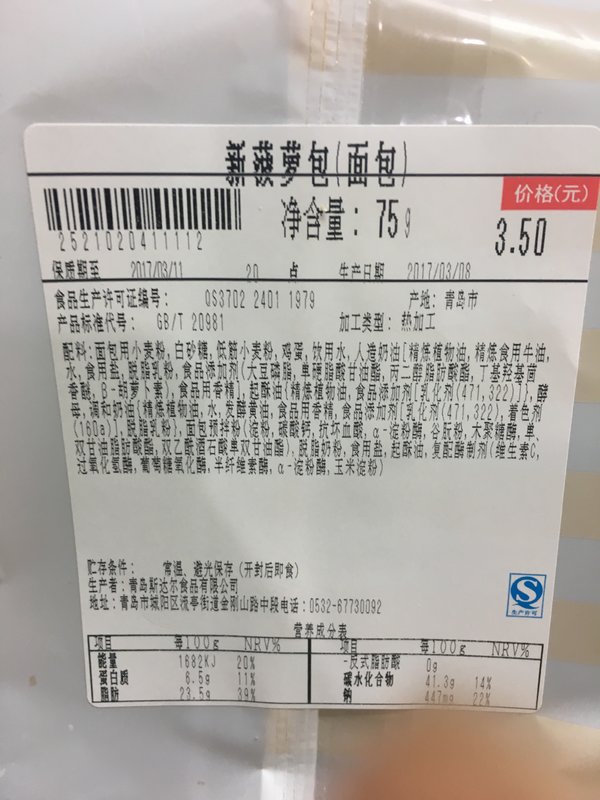 新菠萝包(面包)
价格(元)
净含量: 75g
3.50
2521020411112
保质期至 2017/03/11 20 点 生产日期 2017/03/08
食品生产许可证编号: QS3702 2401 1979 产地: 青岛市
产品标准代号: GB/T 20981 加工类型: 热加工
配料:面包用小麦粉,白砂糖,低筋小麦粉,鸡蛋,饮用水,人造奶油[精炼植物油,精炼食用牛油,
水,食用盐,脱脂乳粉,食品添加剂(大豆磷脂,单硬脂酸甘油酯,丙二醇脂肪酸酯,丁基羟基茴
香醚,β-胡萝卜素),食品用香精],起酥油{精炼植物油,食品添加剂[乳化剂(471,322)]},酵
母,调和奶油{精炼植物油,水,发酵黄油,食品用香精,食品添加剂[乳化剂(471,322),着色剂
(160a)],脱脂乳粉},面包预拌粉(淀粉,碳酸钙,抗坏血酸,α-淀粉酶,谷朊粉,木聚糖酶,单,
双甘油脂肪酸酯,双乙酰酒石酸单双甘油酯),脱脂奶粉,食用盐,起酥油,复配酶制剂(维生素C,
过氧化氢酶,葡萄糖氧化酶,半纤维素酶,α-淀粉酶,玉米淀粉)
贮存条件: 常温、避光保存(开封后即食)
生产者:青岛斯达尔食品有限公司
地址:青岛市城阳区流亭街道金刚山路中段电话:0532-67730092
生产许可
营养成分表
项目 每100g NRV% 项目 每100g NRV%
能量 1682KJ 20% -反式脂肪酸 0g
蛋白质 6.5g 11% 碳水化合物 41.3g 14%
脂肪 23.5g 39% 钠 447mg 22%